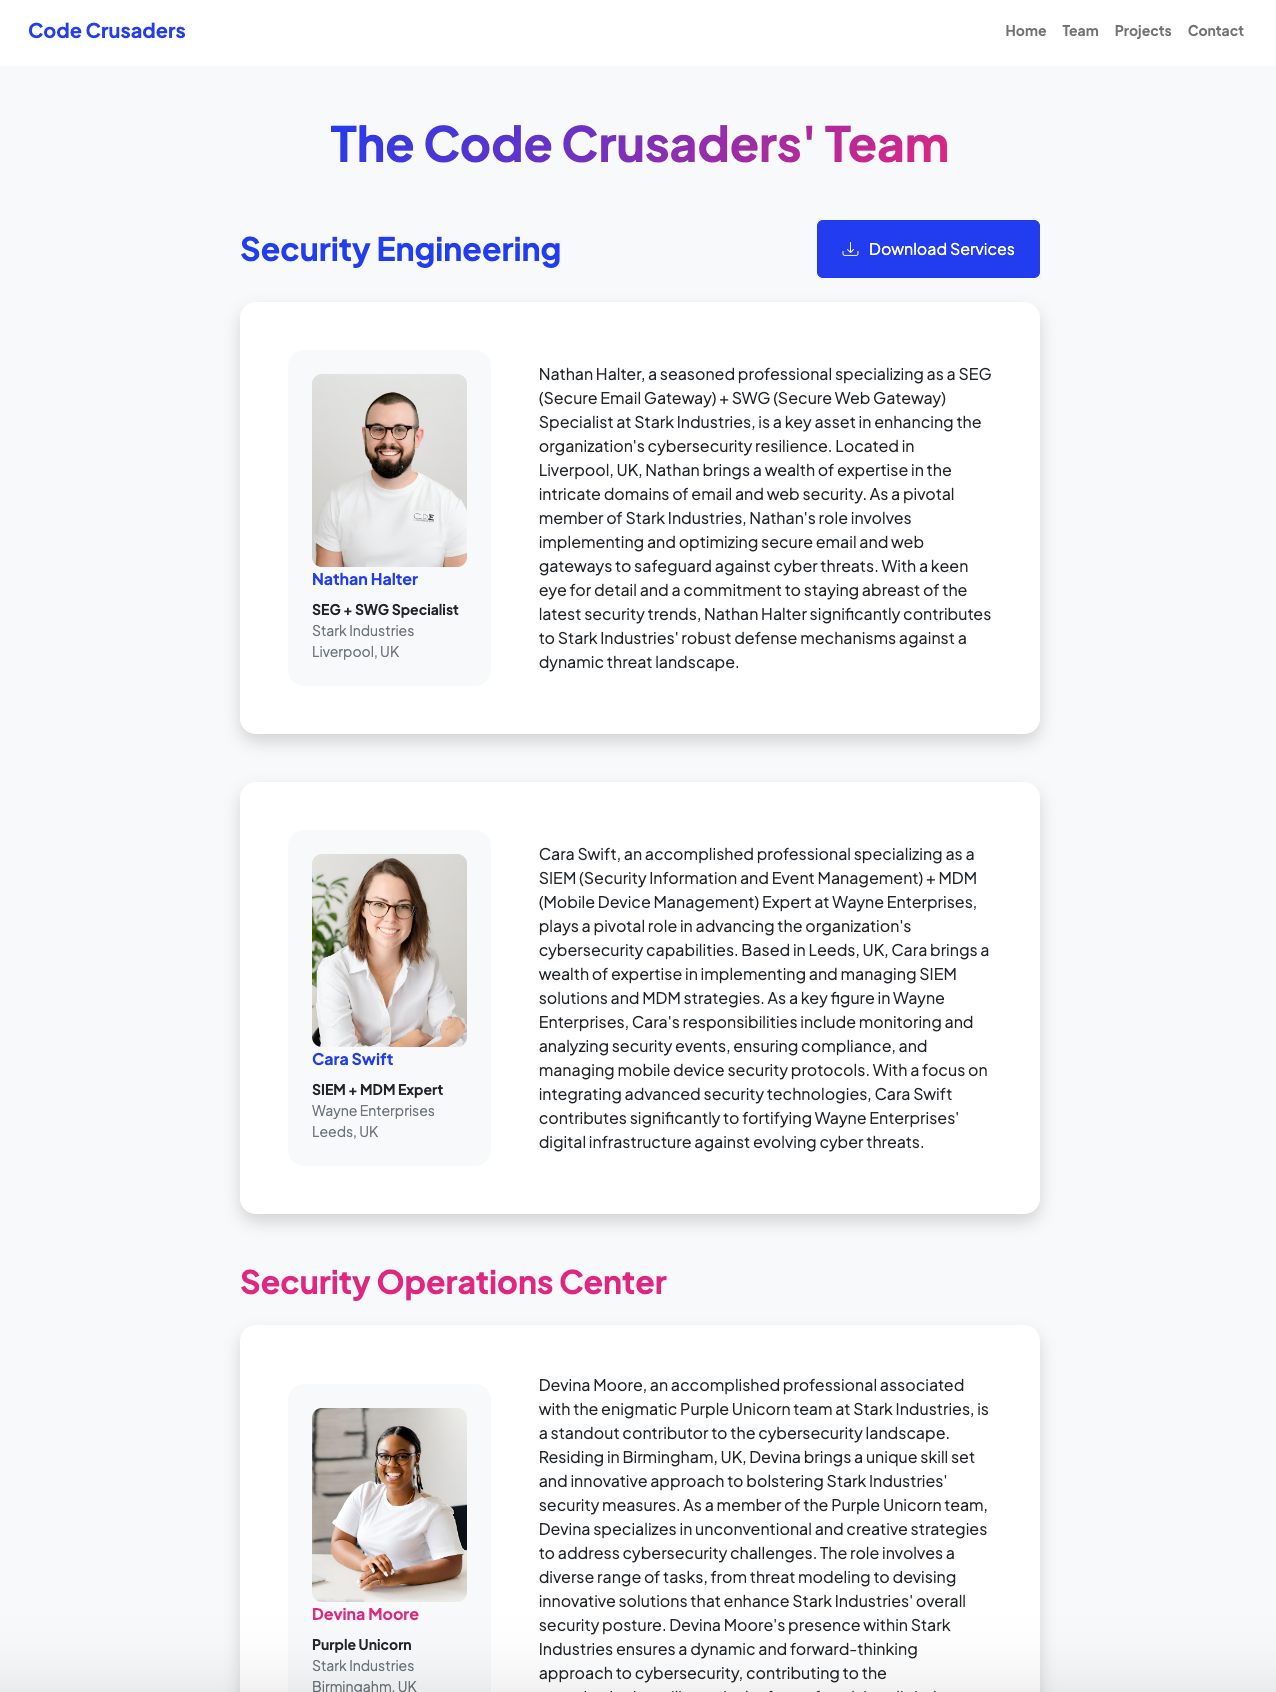 Code Crusaders
Home Team Projects Contact
The Code Crusaders' Team
Security Engineering
Download Services
Nathan Halter
SEG + SWG Specialist
Stark Industries
Liverpool, UK
Nathan Halter, a seasoned professional specializing as a SEG
(Secure Email Gateway) + SWG (Secure Web Gateway)
Specialist at Stark Industries, is a key asset in enhancing the
organization's cybersecurity resilience. Located in
Liverpool, UK, Nathan brings a wealth of expertise in the
intricate domains of email and web security. As a pivotal
member of Stark Industries, Nathan's role involves
implementing and optimizing secure email and web
gateways to safeguard against cyber threats. With a keen
eye for detail and a commitment to staying abreast of the
latest security trends, Nathan Halter significantly contributes
to Stark Industries' robust defense mechanisms against a
dynamic threat landscape.
Cara Swift
SIEM + MDM Expert
Wayne Enterprises
Leeds, UK
Cara Swift, an accomplished professional specializing as a
SIEM (Security Information and Event Management) + MDM
(Mobile Device Management) Expert at Wayne Enterprises,
plays a pivotal role in advancing the organization's
cybersecurity capabilities. Based in Leeds, UK, Cara brings a
wealth of expertise in implementing and managing SIEM
solutions and MDM strategies. As a key figure in Wayne
Enterprises, Cara's responsibilities include monitoring and
analyzing security events, ensuring compliance, and
managing mobile device security protocols. With a focus on
integrating advanced security technologies, Cara Swift
contributes significantly to fortifying Wayne Enterprises'
digital infrastructure against evolving cyber threats.
Security Operations Center
Devina Moore
Purple Unicorn
Stark Industries
Birmingahm, UK
Devina Moore, an accomplished professional associated
with the enigmatic Purple Unicorn team at Stark Industries, is
a standout contributor to the cybersecurity landscape.
Residing in Birmingham, UK, Devina brings a unique skill set
and innovative approach to bolstering Stark Industries'
security measures. As a member of the Purple Unicorn team,
Devina specializes in unconventional and creative strategies
to address cybersecurity challenges. The role involves a
diverse range of tasks, from threat modeling to devising
innovative solutions that enhance Stark Industries' overall
security posture. Devina Moore's presence within Stark
Industries ensures a dynamic and forward-thinking
approach to cybersecurity, contributing to the